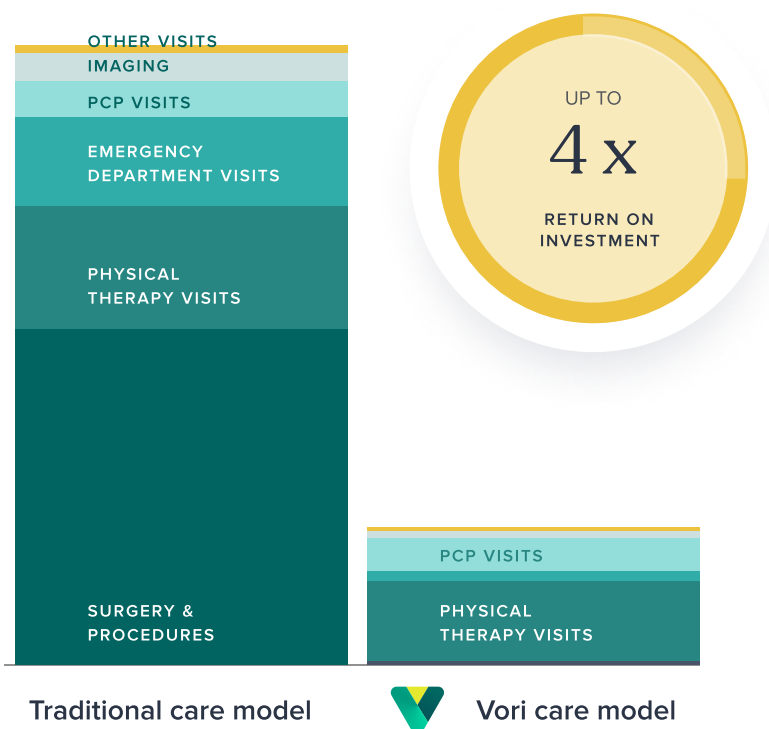 OTHER VISITS
IMAGING
PCP VISITS
EMERGENCY
DEPARTMENT VISITS
PHYSICAL
THERAPY VISITS
SURGERY &
PROCEDURES
UP TO
4 x
RETURN ON
INVESTMENT
PCP VISITS
PHYSICAL
THERAPY VISITS
Traditional care model
Vori care model